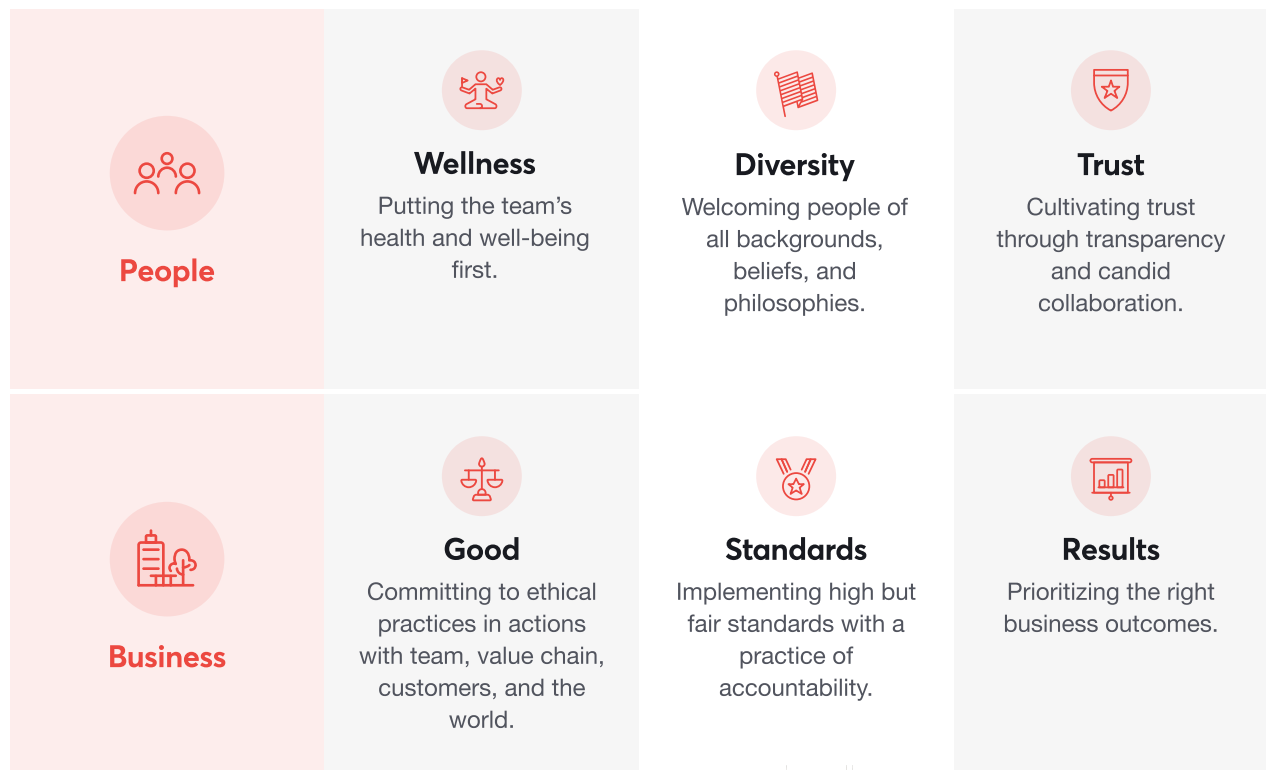 People
Wellness
Putting the team’s
health and well-being
first.
Diversity
Welcoming people of
all backgrounds,
beliefs, and
philosophies.
Trust
Cultivating trust
through transparency
and candid
collaboration.
Business
Good
Committing to ethical
practices in actions
with team, value chain,
customers, and the
world.
Standards
Implementing high but
fair standards with a
practice of
accountability.
Results
Prioritizing the right
business outcomes.